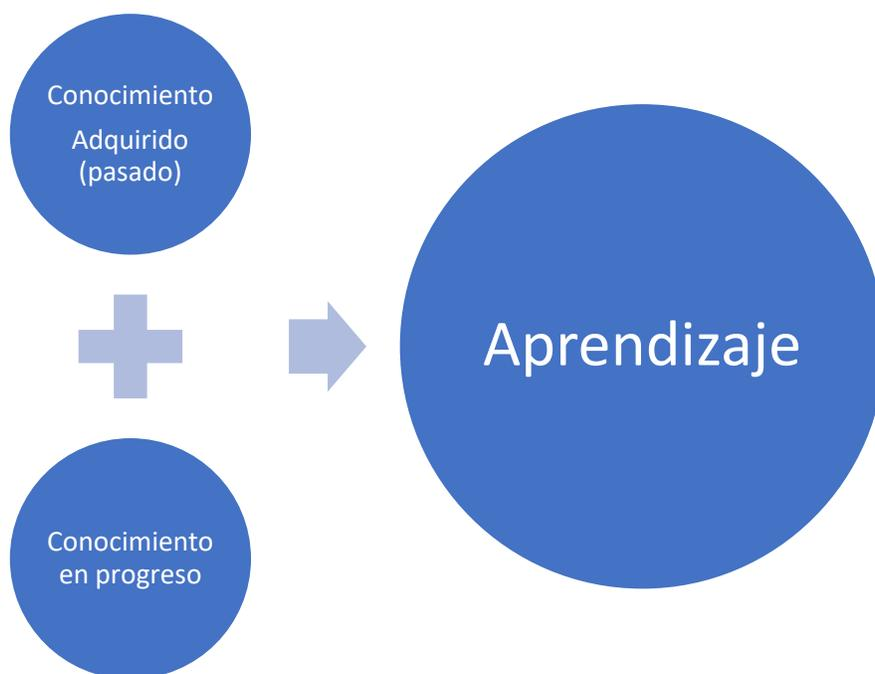 Conocimiento
Adquirido
(pasado)
Conocimiento
en progreso
Aprendizaje